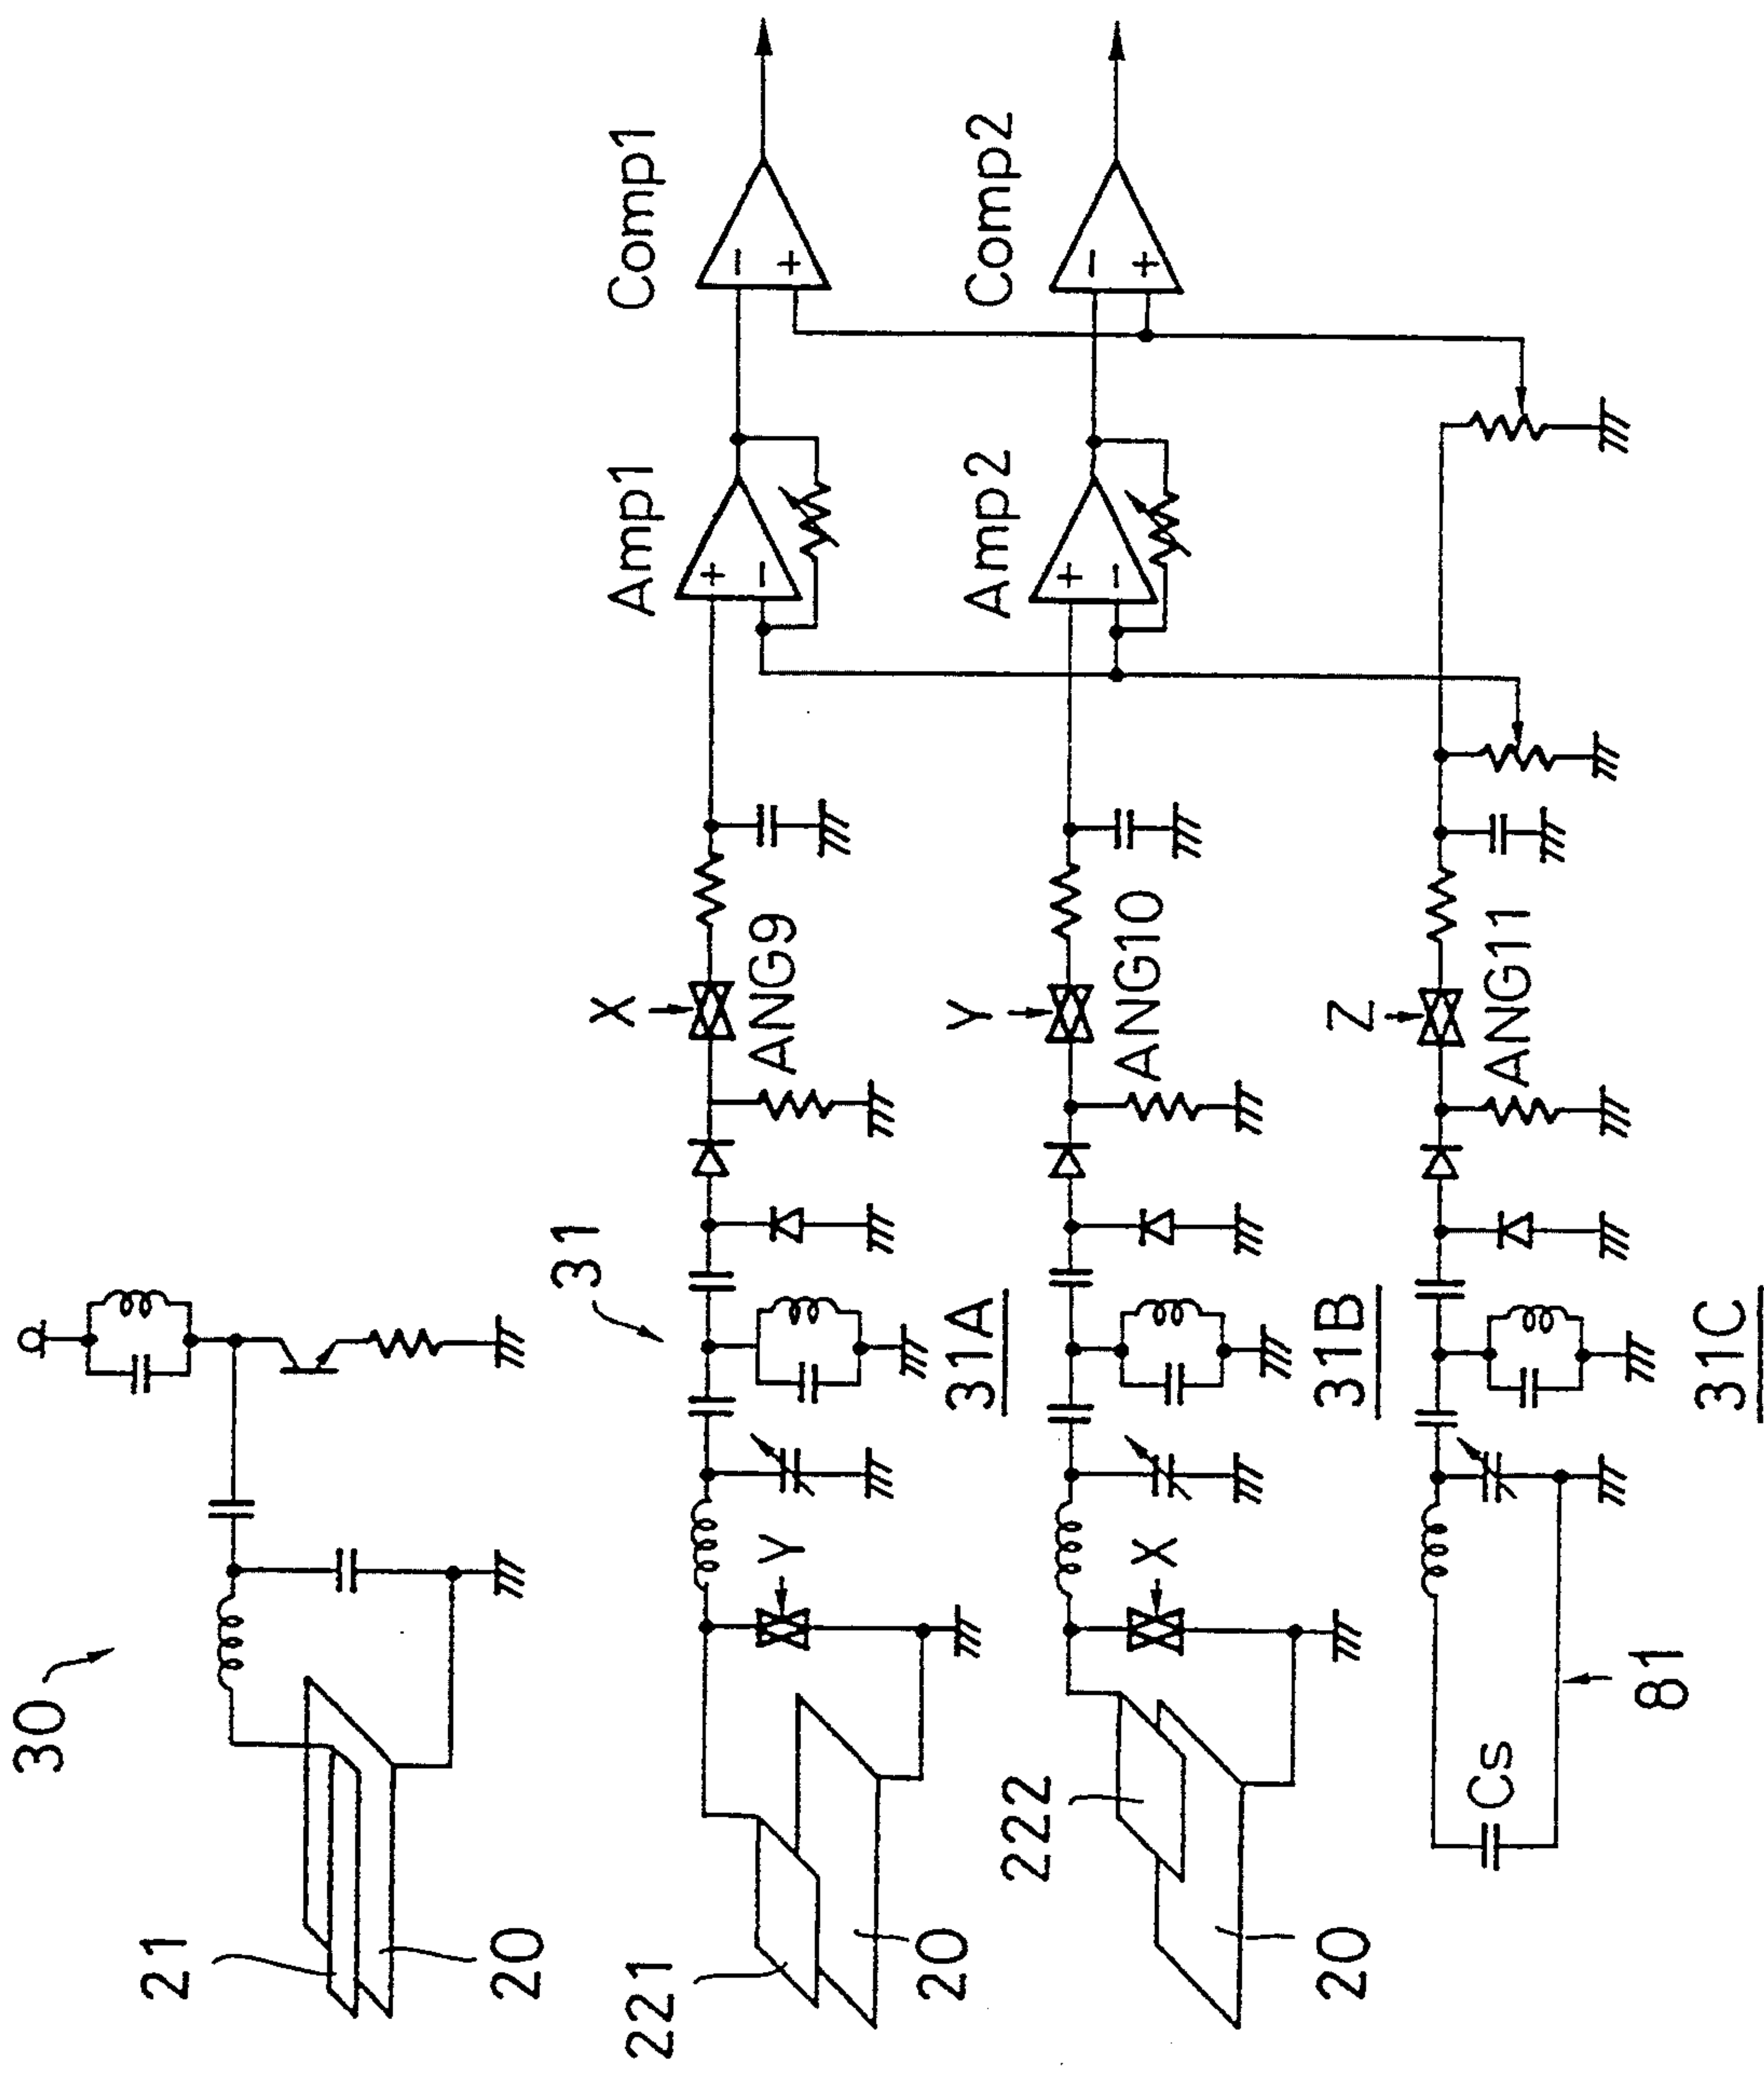 30
21
20
31
221
20
Y
31A
X
ANG9
Amp1
Comp1
222
20
X
31B
Y
ANG10
Amp2
Comp2
Cs
81
31C
Z
ANG11
+
−
−
+
+
−
−
+